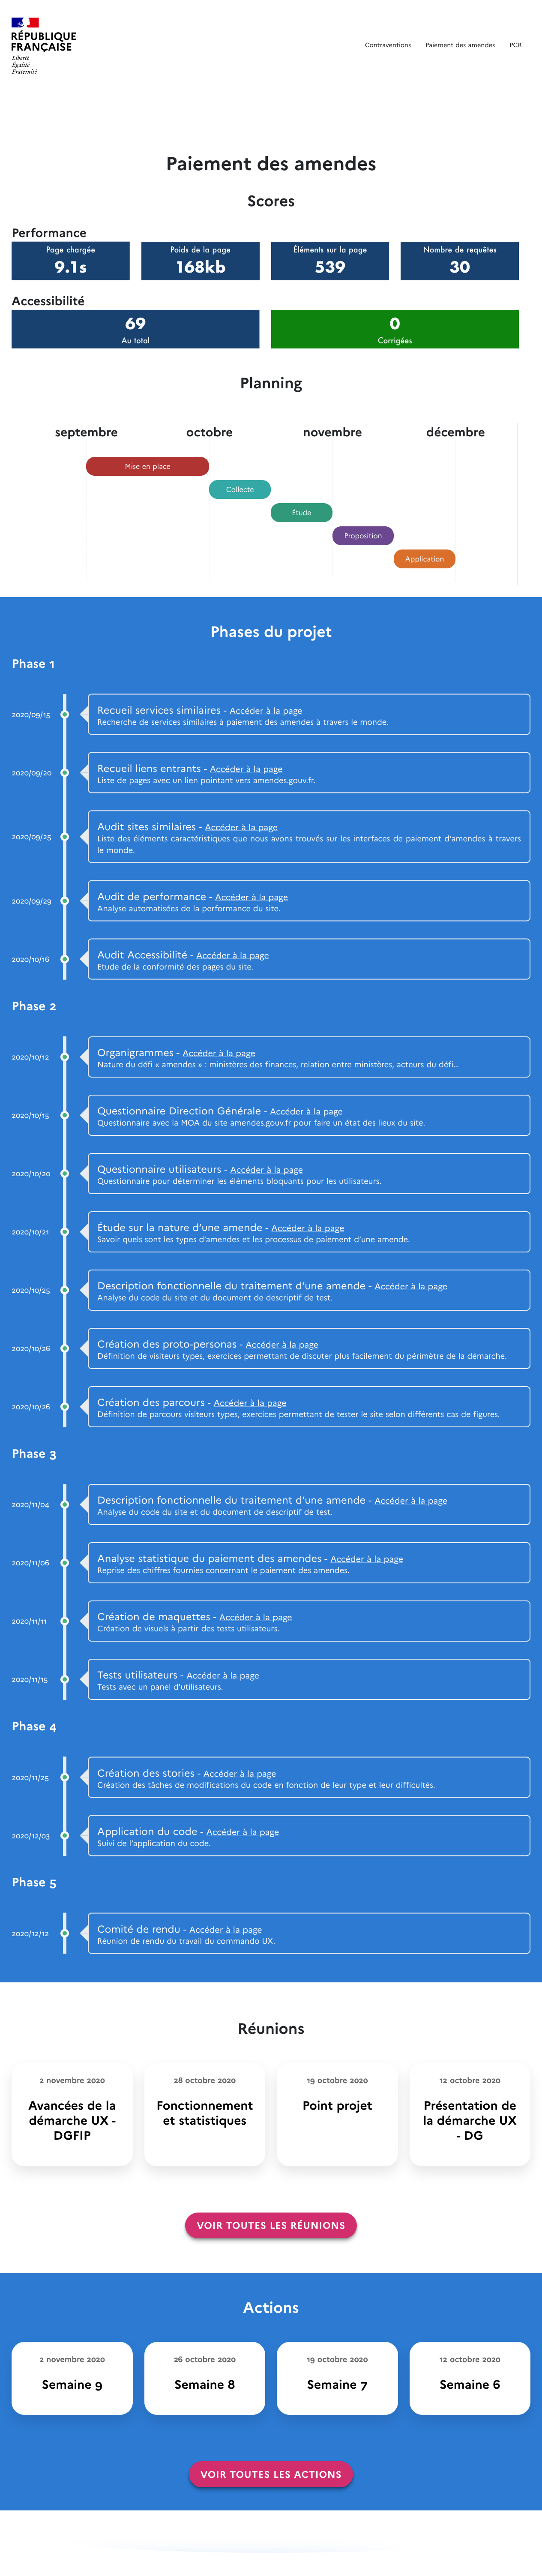 RÉPUBLIQUE
FRANÇAISE
Liberté
Égalité
Fraternité
Contraventions Paiement des amendes PCR
Paiement des amendes
Scores
Performance
Page chargée
9.1s
Poids de la page
168kb
Éléments sur la page
539
Nombre de requêtes
30
Accessibilité
69
Au total
0
Corrigées
Planning
septembre octobre novembre décembre
Mise en place
Collecte
Étude
Proposition
Application
Phases du projet
Phase 1
2020/09/15
Recueil services similaires - Accéder à la page
Recherche de services similaires à paiement des amendes à travers le monde.
2020/09/20
Recueil liens entrants - Accéder à la page
Liste de pages avec un lien pointant vers amendes.gouv.fr.
2020/09/25
Audit sites similaires - Accéder à la page
Liste des éléments caractéristiques que nous avons trouvés sur les interfaces de paiement d'amendes à travers
le monde.
2020/09/29
Audit de performance - Accéder à la page
Analyse automatisées de la performance du site.
2020/10/16
Audit Accessibilité - Accéder à la page
Etude de la conformité des pages du site.
Phase 2
2020/10/12
Organigrammes - Accéder à la page
Nature du défi « amendes » : ministères des finances, relation entre ministères, acteurs du défi...
2020/10/15
Questionnaire Direction Générale - Accéder à la page
Questionnaire avec la MOA du site amendes.gouv.fr pour faire un état des lieux du site.
2020/10/20
Questionnaire utilisateurs - Accéder à la page
Questionnaire pour déterminer les éléments bloquants pour les utilisateurs.
2020/10/21
Étude sur la nature d'une amende - Accéder à la page
Savoir quels sont les types d'amendes et les processus de paiement d'une amende.
2020/10/25
Description fonctionnelle du traitement d'une amende - Accéder à la page
Analyse du code du site et du document de descriptif de test.
2020/10/26
Création des proto-personas - Accéder à la page
Définition de visiteurs types, exercices permettant de discuter plus facilement du périmètre de la démarche.
2020/10/26
Création des parcours - Accéder à la page
Définition de parcours visiteurs types, exercices permettant de tester le site selon différents cas de figures.
Phase 3
2020/11/04
Description fonctionnelle du traitement d'une amende - Accéder à la page
Analyse du code du site et du document de descriptif de test.
2020/11/06
Analyse statistique du paiement des amendes - Accéder à la page
Reprise des chiffres fournies concernant le paiement des amendes.
2020/11/11
Création de maquettes - Accéder à la page
Création de visuels à partir des tests utilisateurs.
2020/11/15
Tests utilisateurs - Accéder à la page
Tests avec un panel d'utilisateurs.
Phase 4
2020/11/25
Création des stories - Accéder à la page
Création des tâches de modifications du code en fonction de leur type et leur difficultés.
2020/12/03
Application du code - Accéder à la page
Suivi de l'application du code.
Phase 5
2020/12/12
Comité de rendu - Accéder à la page
Réunion de rendu du travail du commando UX.
Réunions
2 novembre 2020
Avancées de la
démarche UX -
DGFIP
28 octobre 2020
Fonctionnement
et statistiques
19 octobre 2020
Point projet
12 octobre 2020
Présentation de
la démarche UX
- DG
VOIR TOUTES LES RÉUNIONS
Actions
2 novembre 2020
Semaine 9
26 octobre 2020
Semaine 8
19 octobre 2020
Semaine 7
12 octobre 2020
Semaine 6
VOIR TOUTES LES ACTIONS